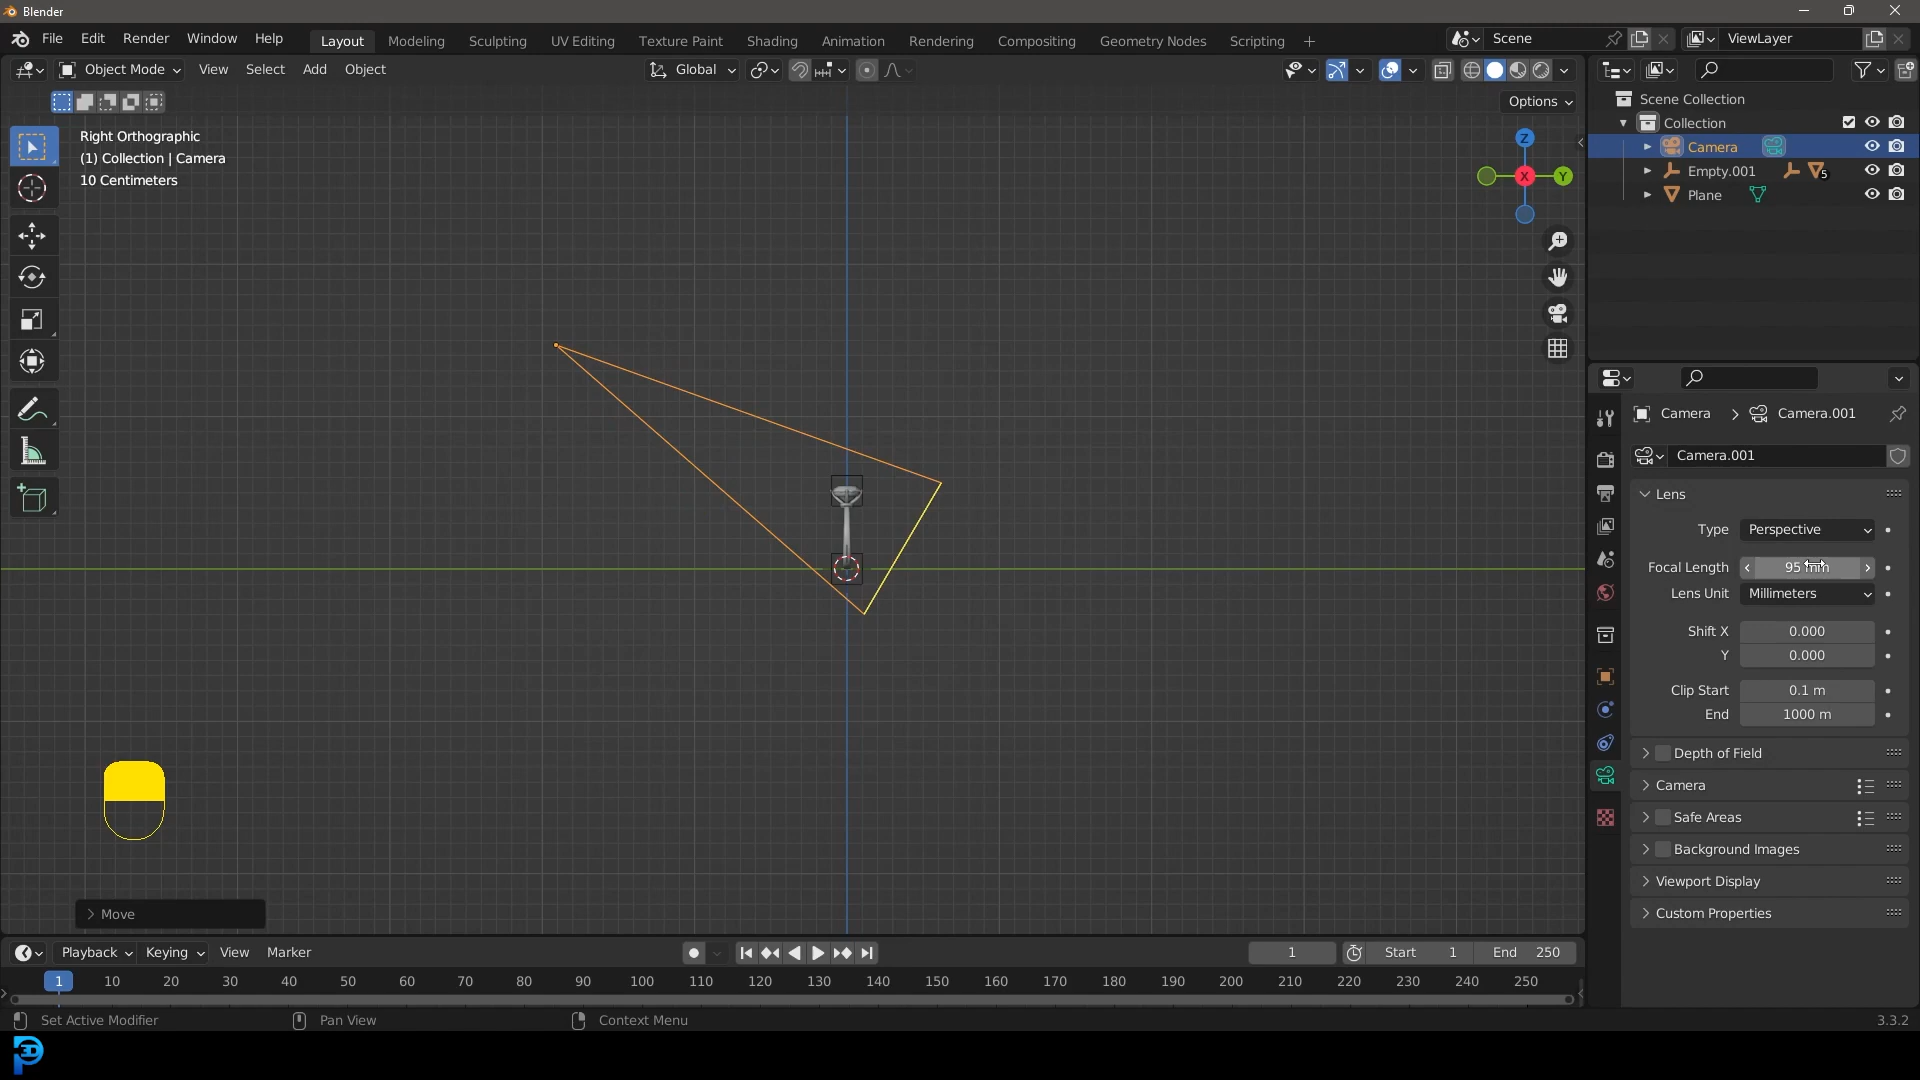 Blender
File Edit Render Window Help Layout Modeling Sculpting UV Editing Texture Paint Shading Animation Rendering Compositing Geometry Nodes Scripting + Scene ViewLayer
Object Mode View Select Add Object Global
Options
Right Orthographic
(1) Collection | Camera
10 Centimeters
Z
X
Y
Scene Collection
Collection
Camera
Empty.001 5
Plane
Camera > Camera.001
Camera.001
Lens
Type Perspective
Focal Length 95 mm
Lens Unit Millimeters
Shift X 0.000
Y 0.000
Clip Start 0.1 m
End 1000 m
Depth of Field
Camera
Safe Areas
Background Images
Viewport Display
Custom Properties
Move
Playback Keying View Marker 1 Start 1 End 250
1 10 20 30 40 50 60 70 80 90 100 110 120 130 140 150 160 170 180 190 200 210 220 230 240 250
Set Active Modifier Pan View Context Menu 3.3.2